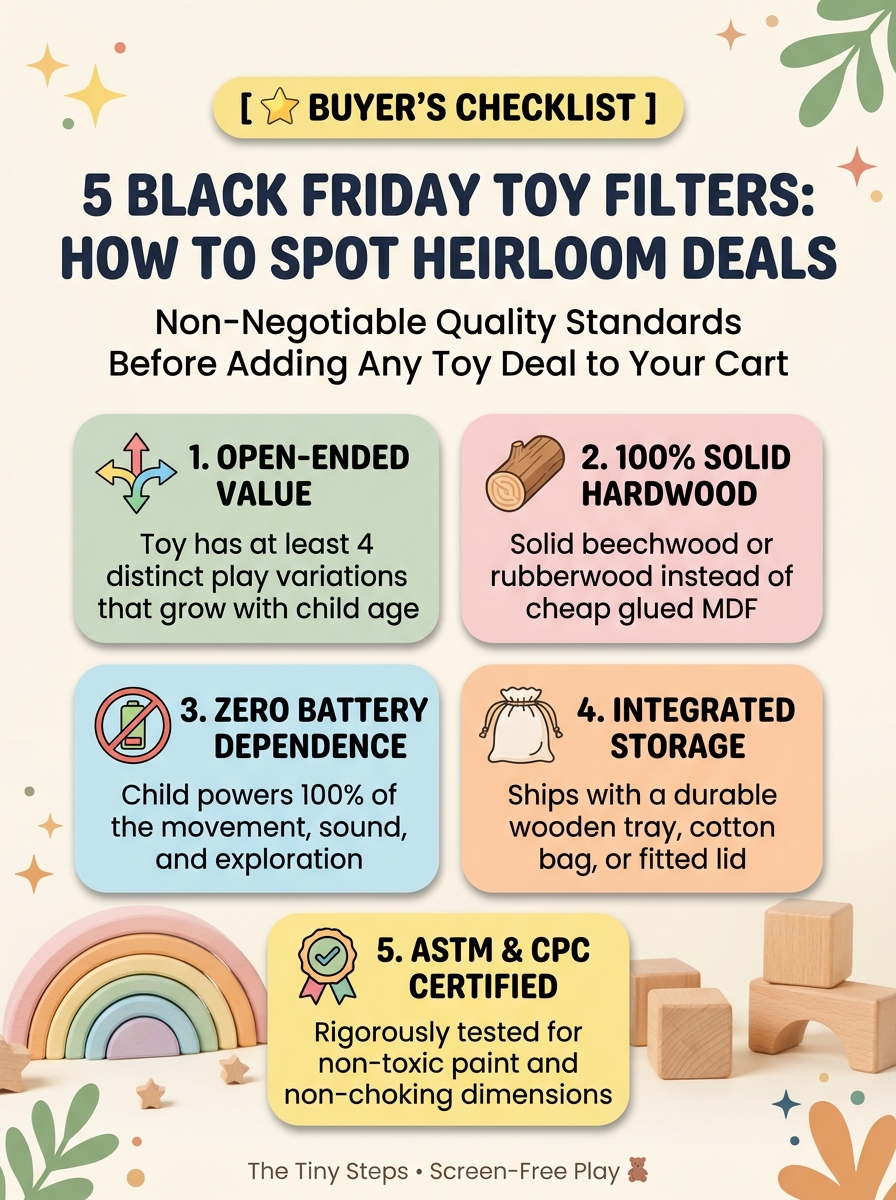 [ ⭐ BUYER'S CHECKLIST ]
5 BLACK FRIDAY TOY FILTERS:
HOW TO SPOT HEIRLOOM DEALS
Non-Negotiable Quality Standards
Before Adding Any Toy Deal to Your Cart
1. OPEN-ENDED
VALUE
Toy has at least 4
distinct play variations
that grow with child age
2. 100% SOLID
HARDWOOD
Solid beechwood or
rubberwood instead of
cheap glued MDF
3. ZERO BATTERY
DEPENDENCE
Child powers 100% of
the movement, sound,
and exploration
4. INTEGRATED
STORAGE
Ships with a durable
wooden tray, cotton
bag, or fitted lid
5. ASTM & CPC
CERTIFIED
Rigorously tested for
non-toxic paint and
non-choking dimensions
The Tiny Steps • Screen-Free Play 🧸